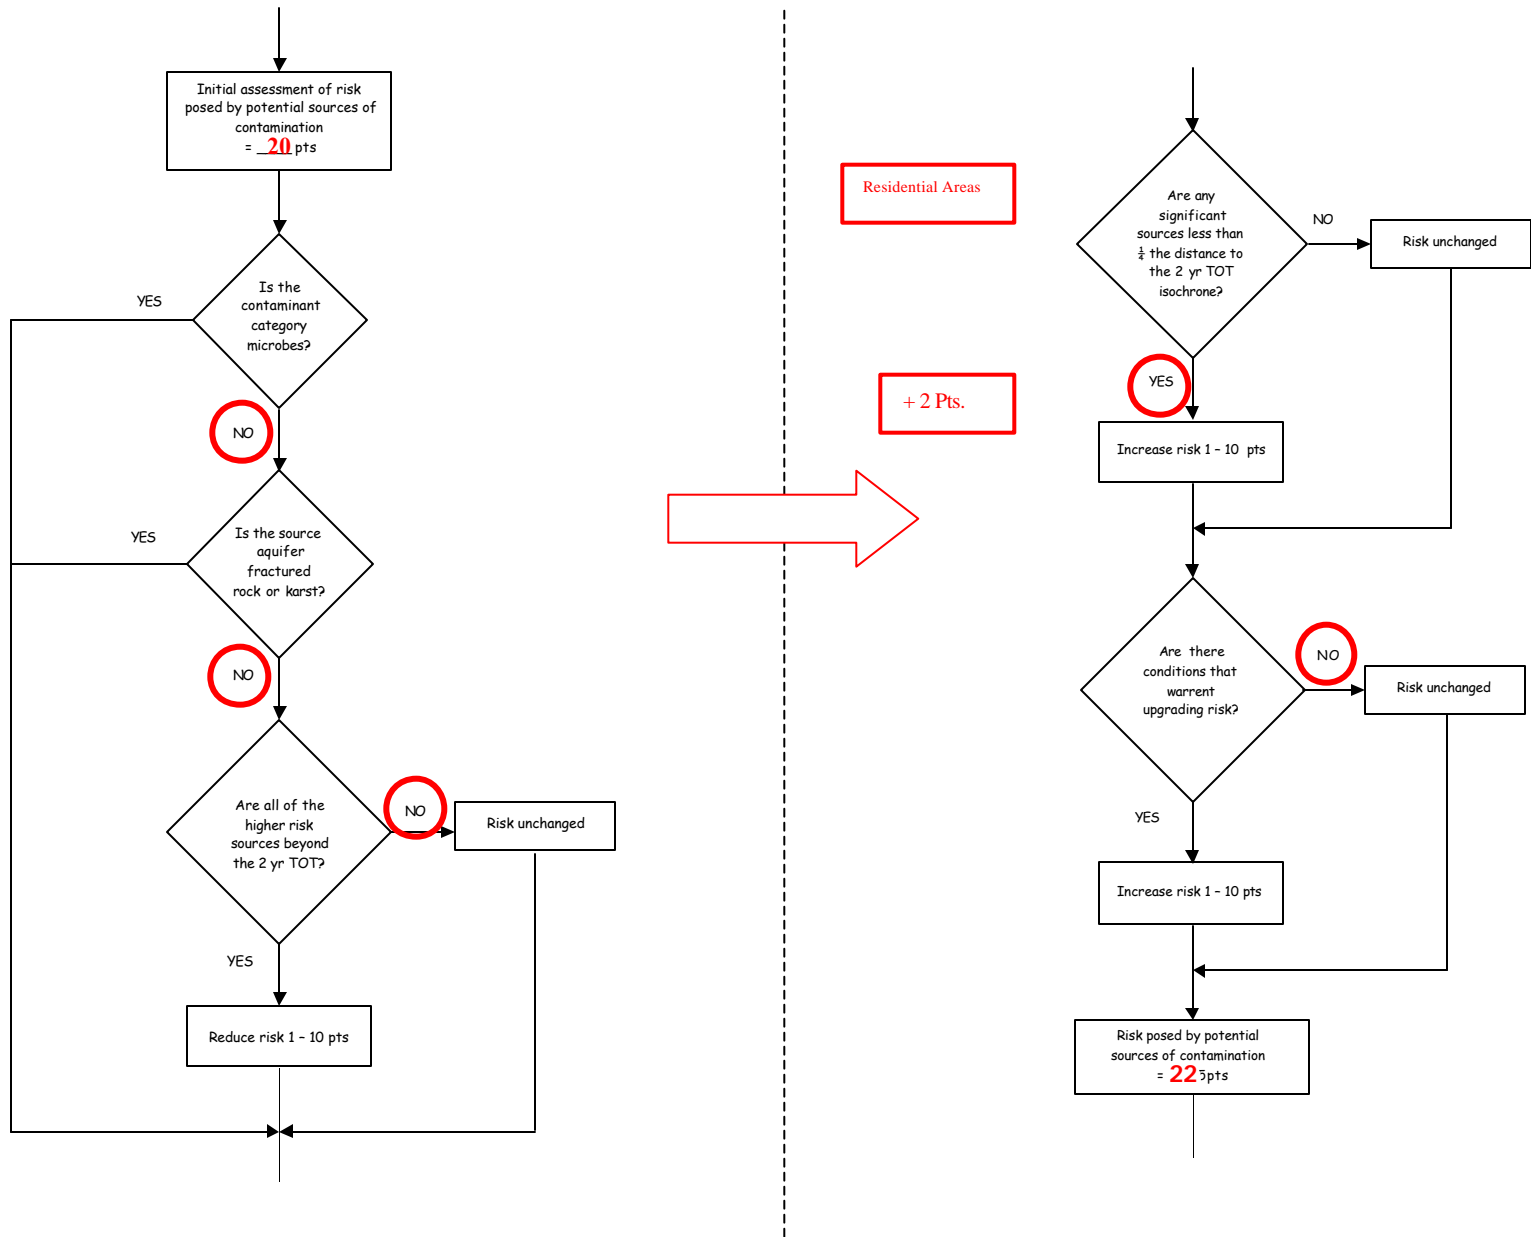 Initial assessment of risk
posed by potential sources of
contamination
= 20 pts
Is the
contaminant
category
microbes?
YES
NO
Is the source
aquifer
fractured
rock or karst?
YES
NO
Are all of the
higher risk
sources beyond
the 2 yr TOT?
NO
Risk unchanged
YES
Reduce risk 1 – 10 pts
Residential Areas
+ 2 Pts.
Are any
significant
sources less than
¼ the distance to
the 2 yr TOT
isochrone?
NO
Risk unchanged
YES
Increase risk 1 – 10 pts
Are there
conditions that
warrent
upgrading risk?
NO
Risk unchanged
YES
Increase risk 1 – 10 pts
Risk posed by potential
sources of contamination
= 22 pts